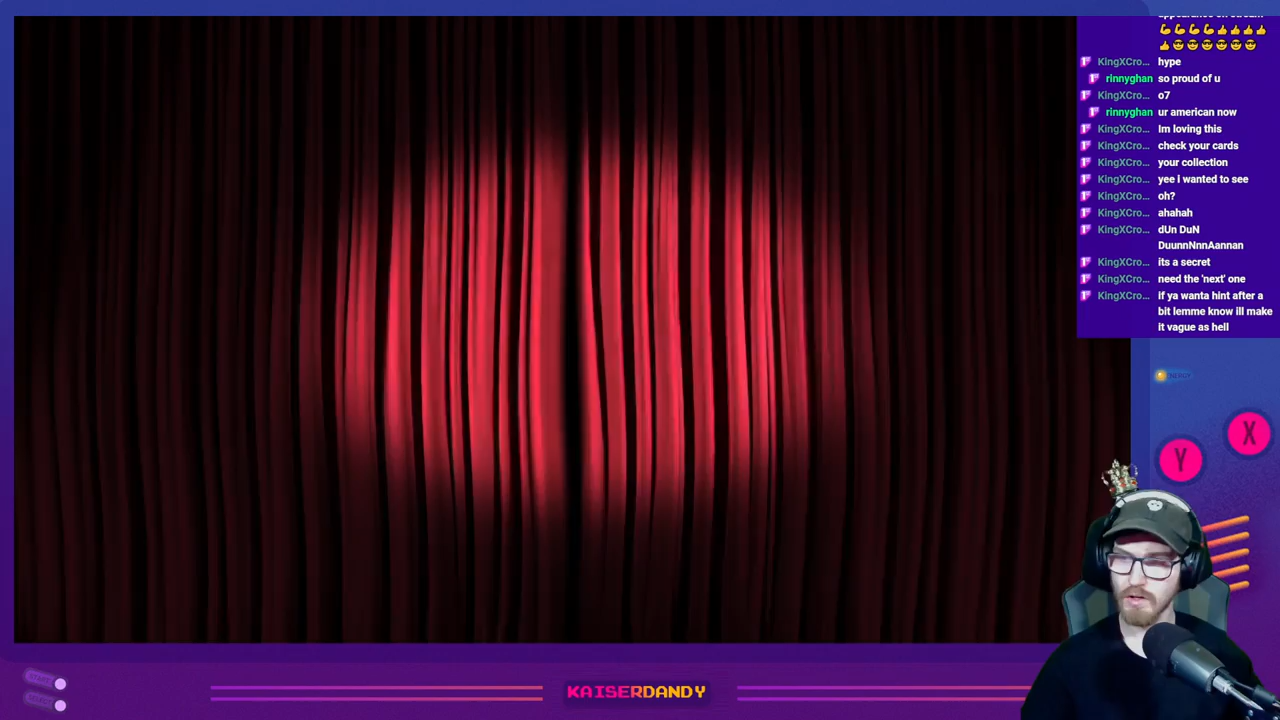 KingXCro... hype
rinnyghan so proud of u
KingXCro... o7
rinnyghan ur american now
KingXCro... Im loving this
KingXCro... check your cards
KingXCro... your collection
KingXCro... yee i wanted to see
KingXCro... oh?
KingXCro... ahahah
KingXCro... dUn DuN
DuunnNnnAannan
KingXCro... its a secret
KingXCro... need the 'next' one
KingXCro... If ya wanta hint after a
bit lemme know ill make
it vague as hell
X
Y
KAISERDANDY